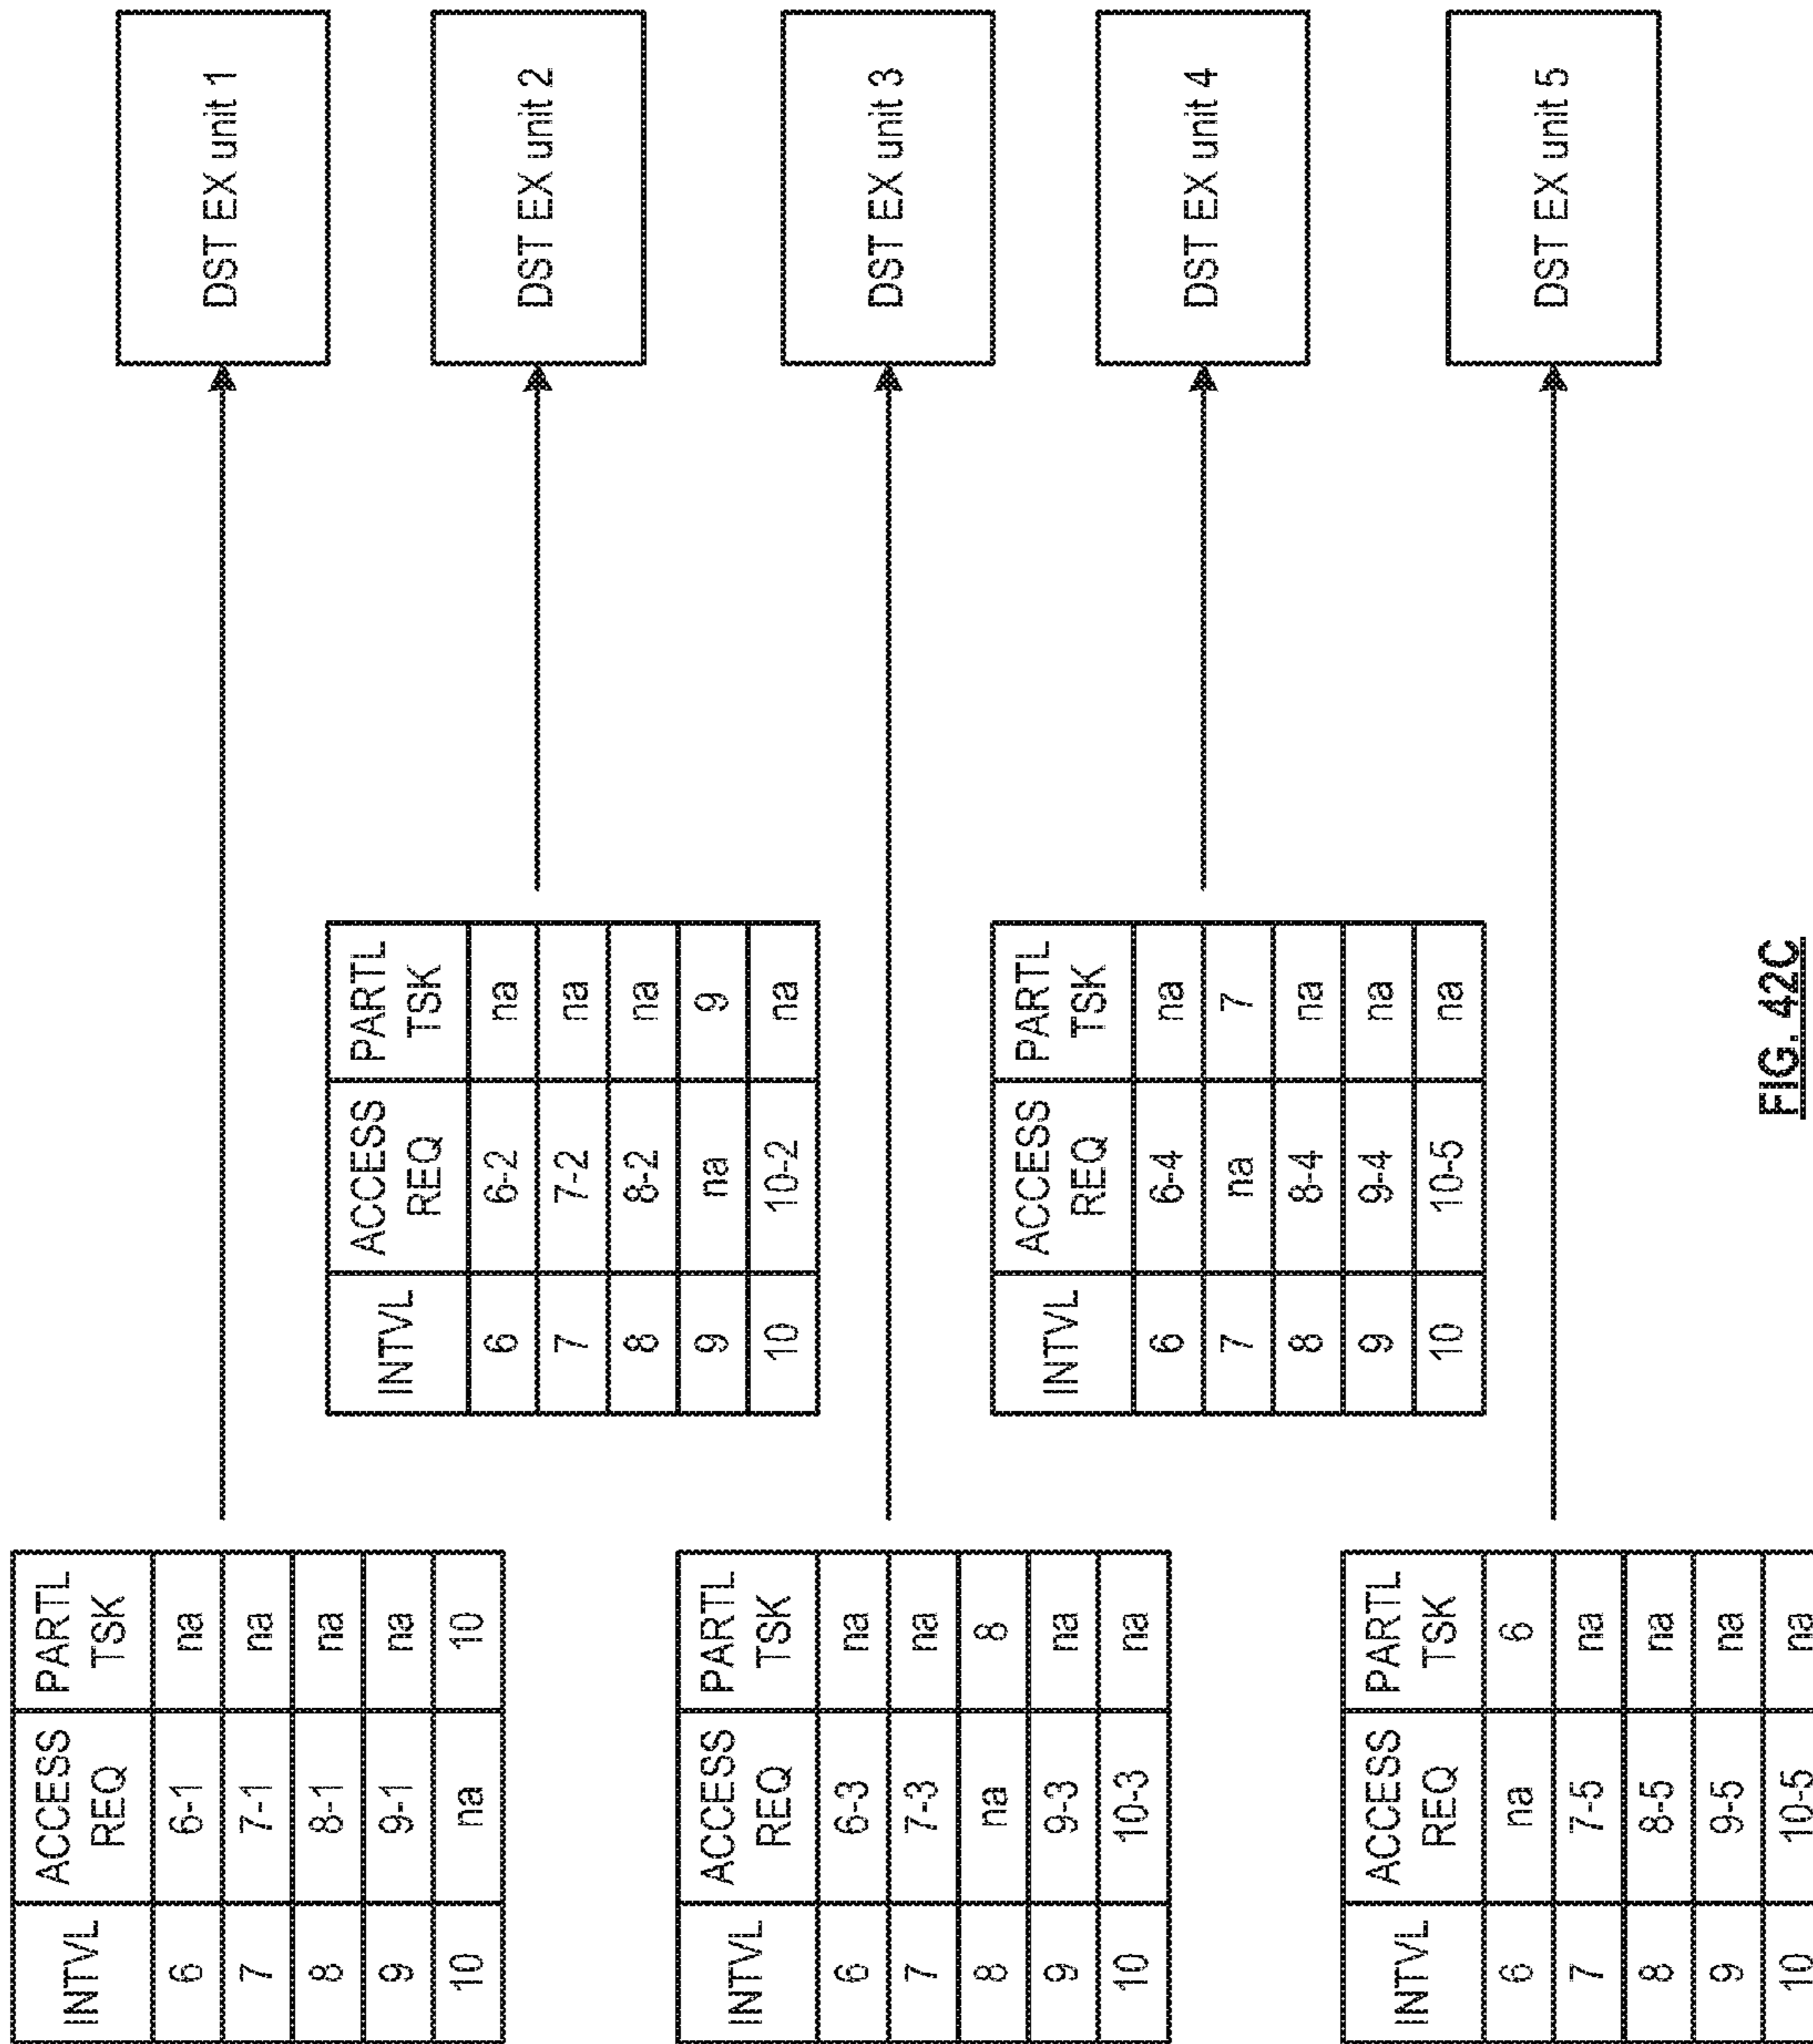 INTVL ACCESS REQ PARTL TSK
6 6-1 na
7 7-1 na
8 8-1 na
9 9-1 na
10 na 10
DST EX unit 1
INTVL ACCESS REQ PARTL TSK
6 6-2 na
7 7-2 na
8 8-2 na
9 na 9
10 10-2 na
DST EX unit 2
INTVL ACCESS REQ PARTL TSK
6 6-3 na
7 7-3 na
8 na 8
9 9-3 na
10 10-3 na
DST EX unit 3
INTVL ACCESS REQ PARTL TSK
6 6-4 na
7 na 7
8 8-4 na
9 9-4 na
10 10-5 na
DST EX unit 4
INTVL ACCESS REQ PARTL TSK
6 na 6
7 7-5 na
8 8-5 na
9 9-5 na
10 10-5 na
DST EX unit 5
FIG. 42C